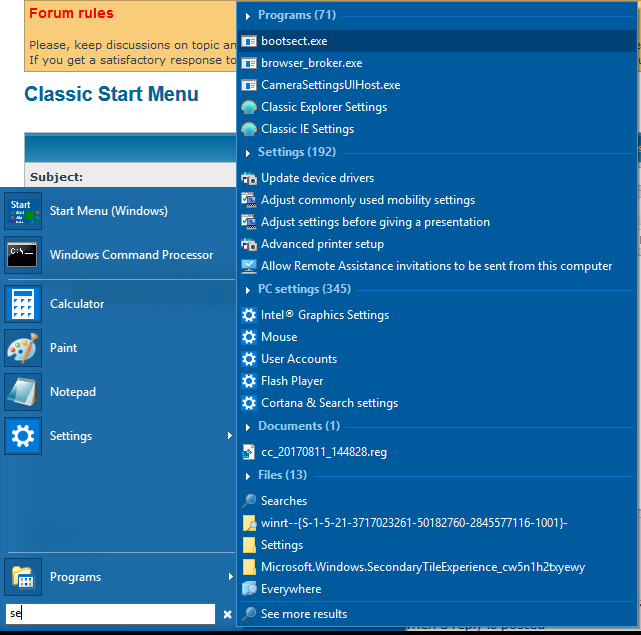 Forum rules
Please, keep discussions on topic an
If you get a satisfactory response to
Classic Start Menu
Subject:
Start
Start Menu (Windows)
C:\_
Windows Command Processor
Calculator
Paint
Notepad
Settings
Programs
se
Programs (71)
bootsect.exe
browser_broker.exe
CameraSettingsUIHost.exe
Classic Explorer Settings
Classic IE Settings
Settings (192)
Update device drivers
Adjust commonly used mobility settings
Adjust settings before giving a presentation
Advanced printer setup
Allow Remote Assistance invitations to be sent from this computer
PC settings (345)
Intel® Graphics Settings
Mouse
User Accounts
Flash Player
Cortana & Search settings
Documents (1)
cc_20170811_144828.reg
Files (13)
Searches
winrt--{S-1-5-21-3717023261-50182760-2845577116-1001}-
Settings
Microsoft.Windows.SecondaryTileExperience_cw5n1h2txyewy
Everywhere
See more results
when a reply is posted